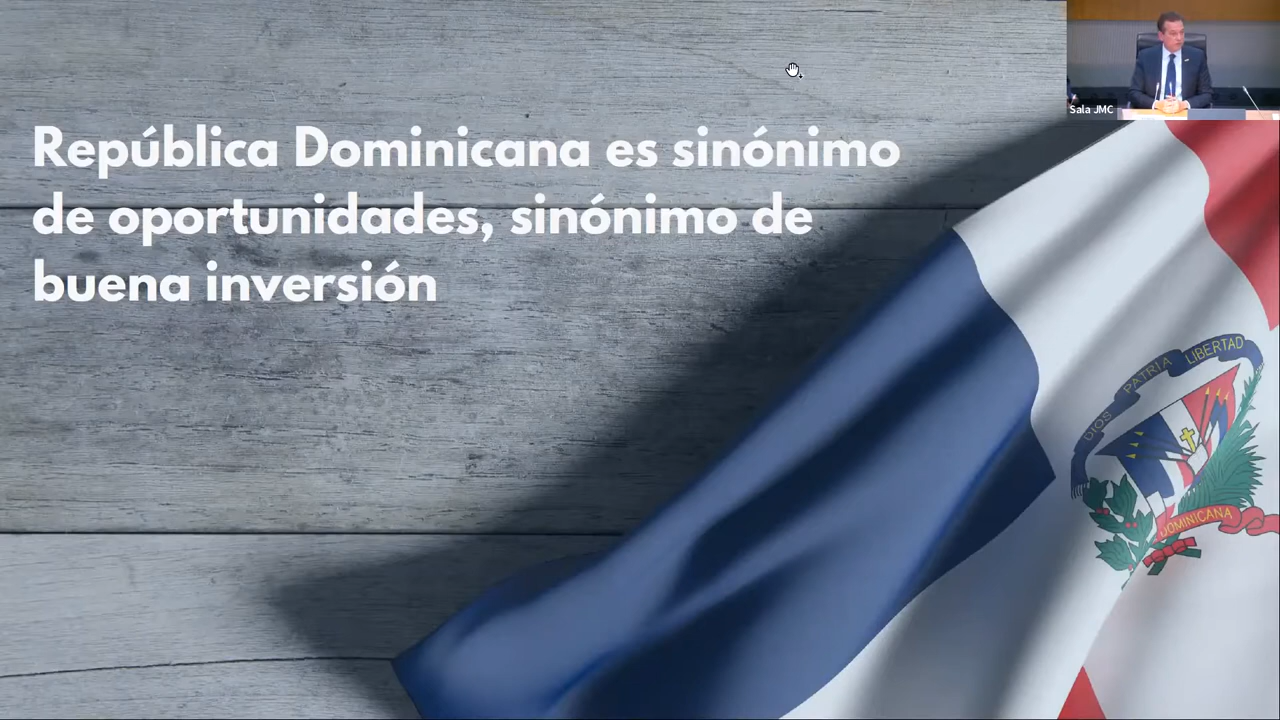 República Dominicana es sinónimo
de oportunidades, sinónimo de
buena inversión
Sala JMC
DIOS PATRIA LIBERTAD
DOMINICANA